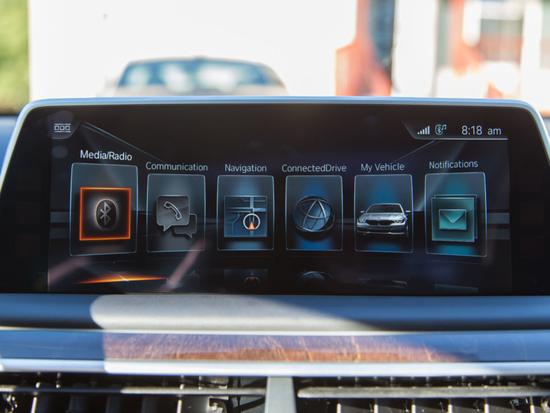 8:18 am
Media/Radio
Communication
Navigation
ConnectedDrive
My Vehicle
Notifications